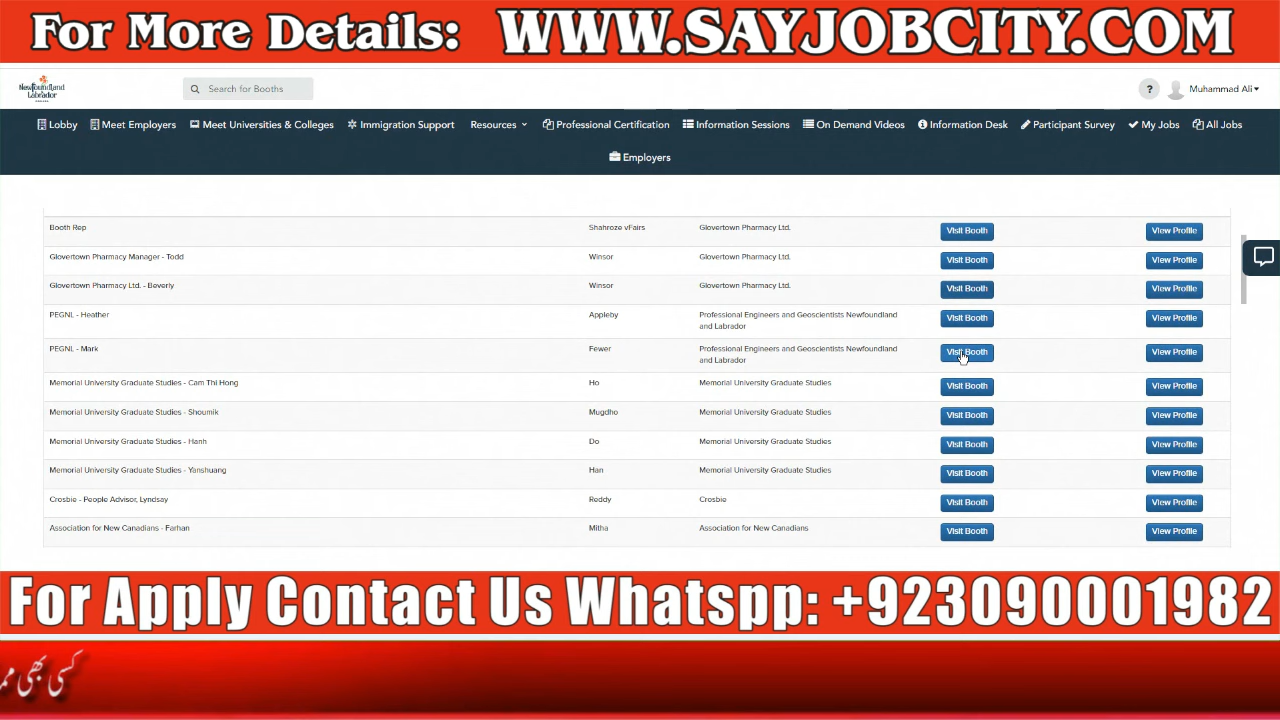 For More Details: WWW.SAYJOBCITY.COM
Newfoundland Labrador
Search for Booths
? Muhammad Ali
Lobby Meet Employers Meet Universities & Colleges Immigration Support Resources Professional Certification Information Sessions On Demand Videos Information Desk Participant Survey My Jobs All Jobs
Employers
Booth Rep Shahroze vFairs Glovertown Pharmacy Ltd. Visit Booth View Profile
Glovertown Pharmacy Manager - Todd Winsor Glovertown Pharmacy Ltd. Visit Booth View Profile
Glovertown Pharmacy Ltd. - Beverly Winsor Glovertown Pharmacy Ltd. Visit Booth View Profile
PEGNL - Heather Appleby Professional Engineers and Geoscientists Newfoundland Visit Booth View Profile
and Labrador
PEGNL - Mark Fewer Professional Engineers and Geoscientists Newfoundland Visit Booth View Profile
and Labrador
Memorial University Graduate Studies - Cam Thi Hong Ho Memorial University Graduate Studies Visit Booth View Profile
Memorial University Graduate Studies - Shoumik Mugdho Memorial University Graduate Studies Visit Booth View Profile
Memorial University Graduate Studies - Hanh Do Memorial University Graduate Studies Visit Booth View Profile
Memorial University Graduate Studies - Yanshuang Han Memorial University Graduate Studies Visit Booth View Profile
Crosbie - People Advisor, Lyndsay Reddy Crosbie Visit Booth View Profile
Association for New Canadians - Farhan Mitha Association for New Canadians Visit Booth View Profile
For Apply Contact Us Whatspp: +923090001982
کسی بھی